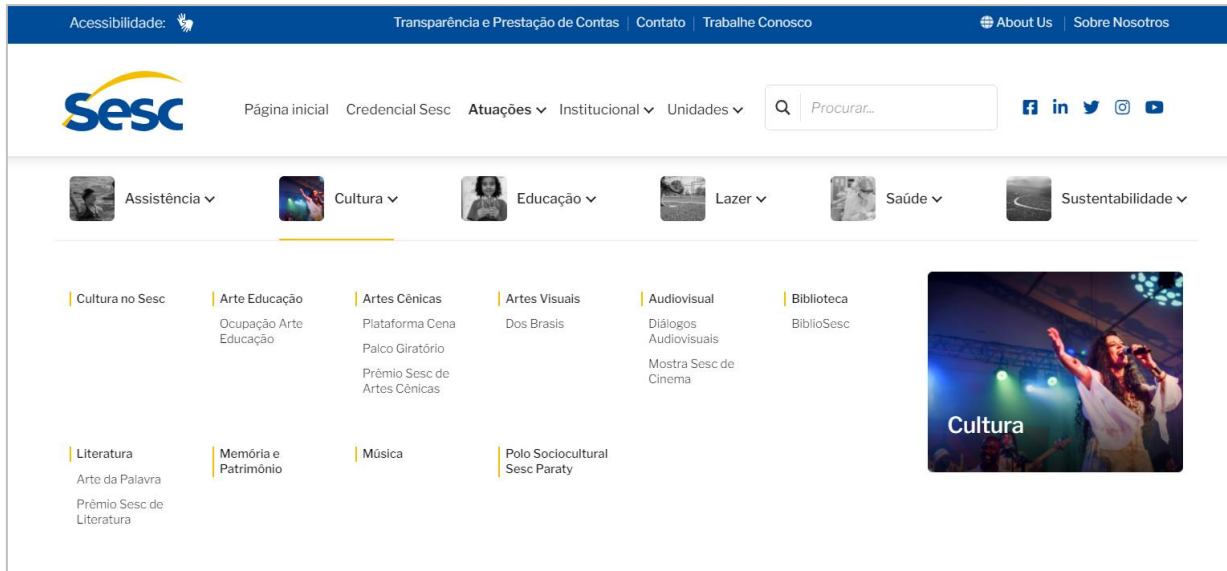 Acessibilidade:
Transparência e Prestação de Contas | Contato | Trabalhe Conosco
About Us | Sobre Nosotros
Sesc
Página inicial Credencial Sesc Atuações Institucional Unidades
Procurar...
Assistência Cultura Educação Lazer Saúde Sustentabilidade
Cultura no Sesc
Arte Educação
Ocupação Arte
Educação
Artes Cênicas
Plataforma Cena
Palco Giratório
Prêmio Sesc de
Artes Cênicas
Artes Visuais
Dos Brasis
Audiovisual
Diálogos
Audiovisuais
Mostra Sesc de
Cinema
Biblioteca
BiblioSesc
Cultura
Literatura
Arte da Palavra
Prêmio Sesc de
Literatura
Memória e
Patrimônio
Música
Polo Sociocultural
Sesc Paraty